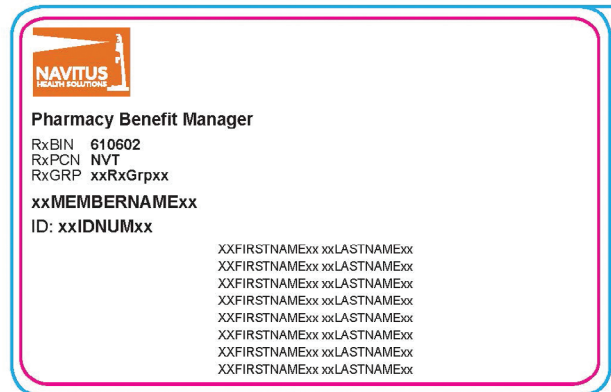 NAVITUS
HEALTH SOLUTIONS
Pharmacy Benefit Manager
RxBIN 610602
RxPCN NVT
RxGRP xxRxGrpxx
xxMEMBERNAMExx
ID: xxIDNUMxx
XXFIRSTNAMExx xxLASTNAMExx
XXFIRSTNAMExx xxLASTNAMExx
XXFIRSTNAMExx xxLASTNAMExx
XXFIRSTNAMExx xxLASTNAMExx
XXFIRSTNAMExx xxLASTNAMExx
XXFIRSTNAMExx xxLASTNAMExx
XXFIRSTNAMExx xxLASTNAMExx
XXFIRSTNAMExx xxLASTNAMExx